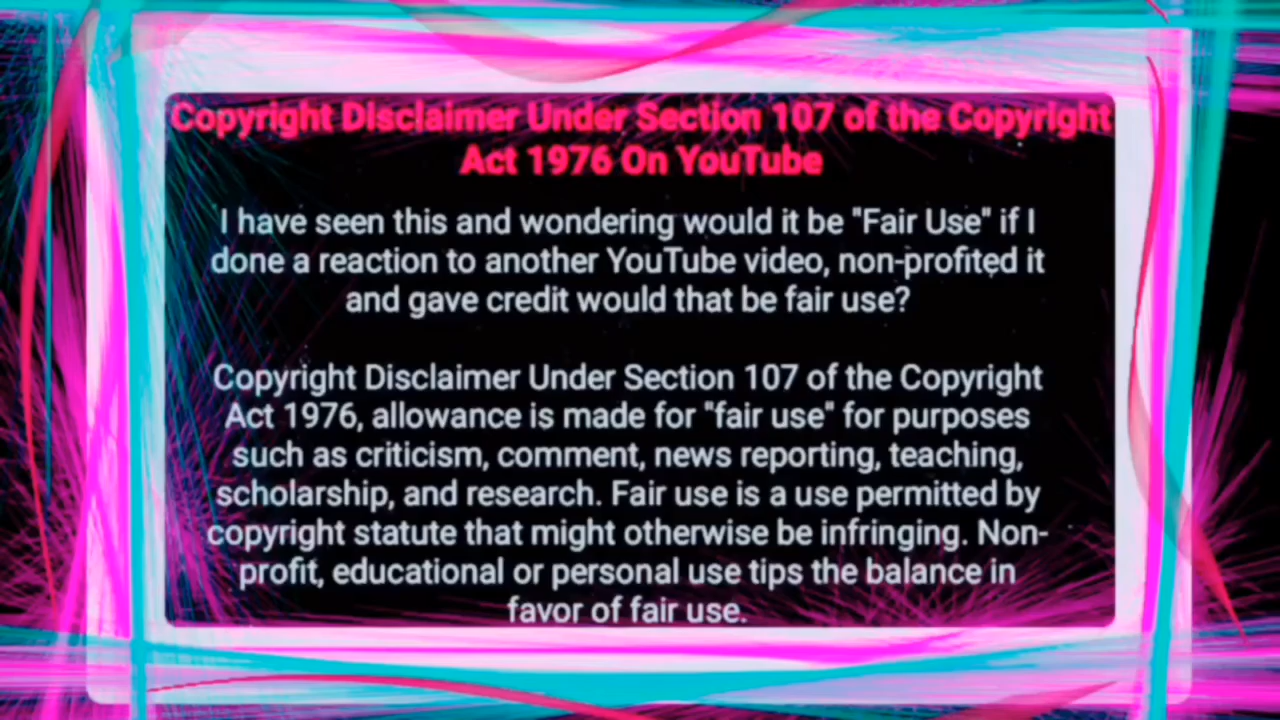 Copyright Disclaimer Under Section 107 of the Copyright
Act 1976 On YouTube
I have seen this and wondering would it be "Fair Use" if I
done a reaction to another YouTube video, non-profited it
and gave credit would that be fair use?
Copyright Disclaimer Under Section 107 of the Copyright
Act 1976, allowance is made for "fair use" for purposes
such as criticism, comment, news reporting, teaching,
scholarship, and research. Fair use is a use permitted by
copyright statute that might otherwise be infringing. Non-
profit, educational or personal use tips the balance in
favor of fair use.